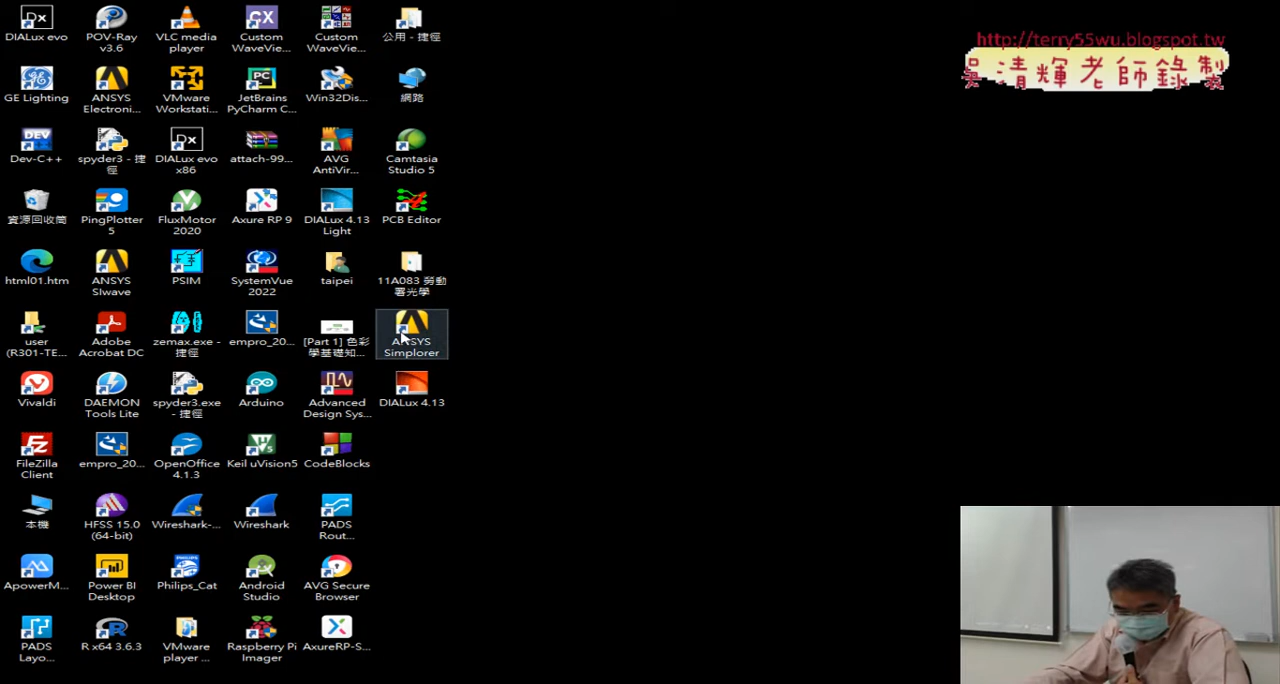 http://terry55wu.blogspot.tw
吳清輝老師錄製
DIALux evo
POV-Ray
v3.6
VLC media
player
Custom
WaveVie...
Custom
WaveVie...
公用 - 捷徑
GE Lighting
ANSYS
Electroni...
VMware
Workstati...
JetBrains
PyCharm C...
Win32Dis...
網路
Dev-C++
spyder3 - 捷
徑
DIALux evo
x86
attach-99...
AVG
AntiVir...
Camtasia
Studio 5
資源回收筒
PingPlotter
5
FluxMotor
2020
Axure RP 9
DIALux 4.13
Light
PCB Editor
html01.htm
ANSYS
SIwave
PSIM
SystemVue
2022
taipei
11A083 勞動
署光學
user
(R301-TE...
Adobe
Acrobat DC
zemax.exe -
捷徑
empro_20...
[Part 1] 色彩
學基礎知...
ANSYS
Simplorer
Vivaldi
DAEMON
Tools Lite
spyder3.exe
- 捷徑
Arduino
Advanced
Design Sys...
DIALux 4.13
FileZilla
Client
empro_20...
OpenOffice
4.1.3
Keil uVision5
CodeBlocks
本機
HFSS 15.0
(64-bit)
Wireshark-...
Wireshark
PADS
Rout...
ApowerM...
Power BI
Desktop
Philips_Cat
Android
Studio
AVG Secure
Browser
PADS
Layo...
R x64 3.6.3
VMware
player ...
Raspberry Pi
Imager
AxureRP-S...